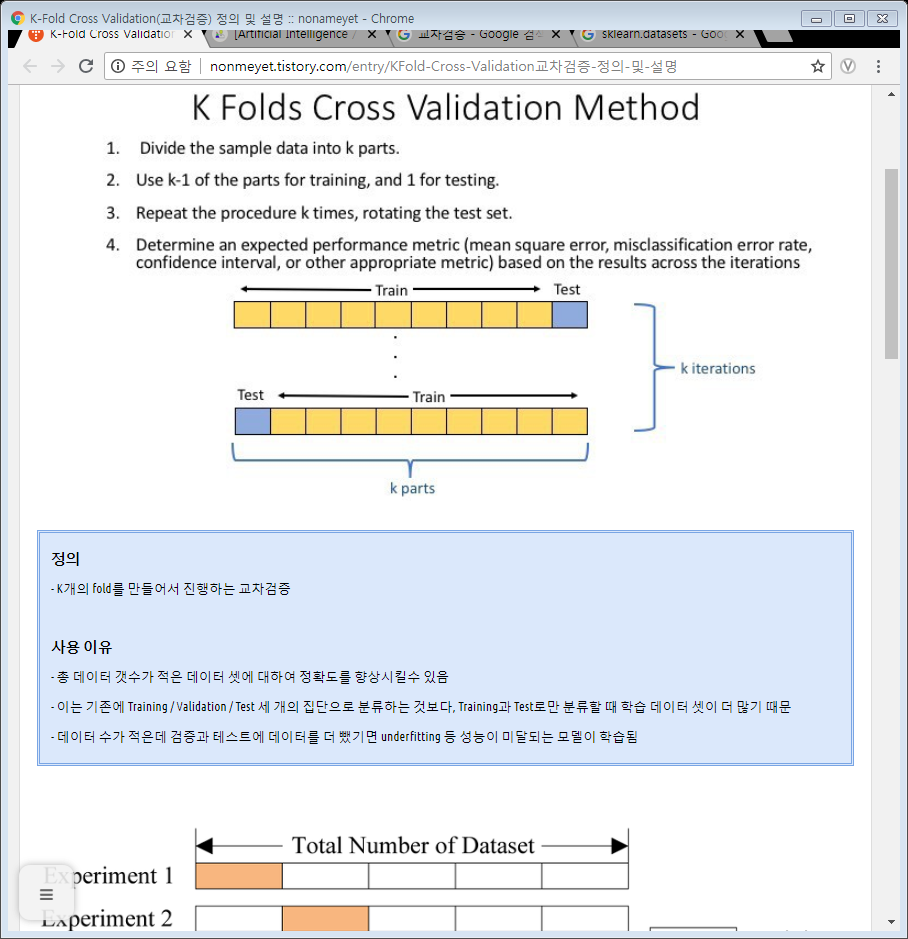 K-Fold Cross Validation(교차검증) 정의 및 설명 :: nonameyet - Chrome
K-Fold Cross Validation
[Artificial Intelligence /
교차검증 - Google 검색
sklearn.datasets - Goo
주의 요함
nonmeyet.tistory.com/entry/KFold-Cross-Validation교차검증-정의-및-설명
K Folds Cross Validation Method
1. Divide the sample data into k parts.
2. Use k-1 of the parts for training, and 1 for testing.
3. Repeat the procedure k times, rotating the test set.
4. Determine an expected performance metric (mean square error, misclassification error rate,
confidence interval, or other appropriate metric) based on the results across the iterations
Train
Test
k iterations
Test
Train
k parts
정의
- K개의 fold를 만들어서 진행하는 교차검증
사용 이유
- 총 데이터 갯수가 적은 데이터 셋에 대하여 정확도를 향상시킬수 있음
- 이는 기존에 Training / Validation / Test 세 개의 집단으로 분류하는 것보다, Training과 Test로만 분류할 때 학습 데이터 셋이 더 많기 때문
- 데이터 수가 적은데 검증과 테스트에 데이터를 더 뺐기면 underfitting 등 성능이 미달되는 모델이 학습됨
Total Number of Dataset
Experiment 1
Experiment 2